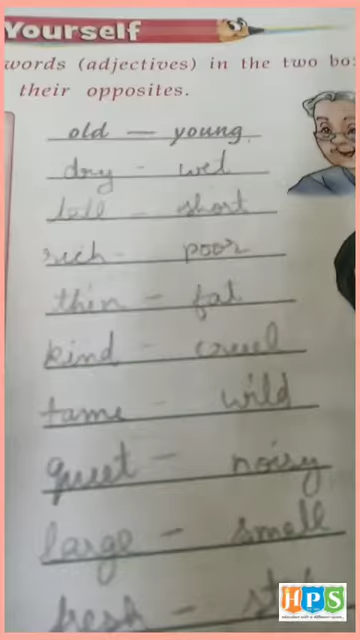 Yourself
words (adjectives) in the two
their opposites.
old — young
dry - wet
tall - short
rich - poor
thin - fat
kind - cruel
tame - wild
quiet - noisy
large - small
fresh -
HPS